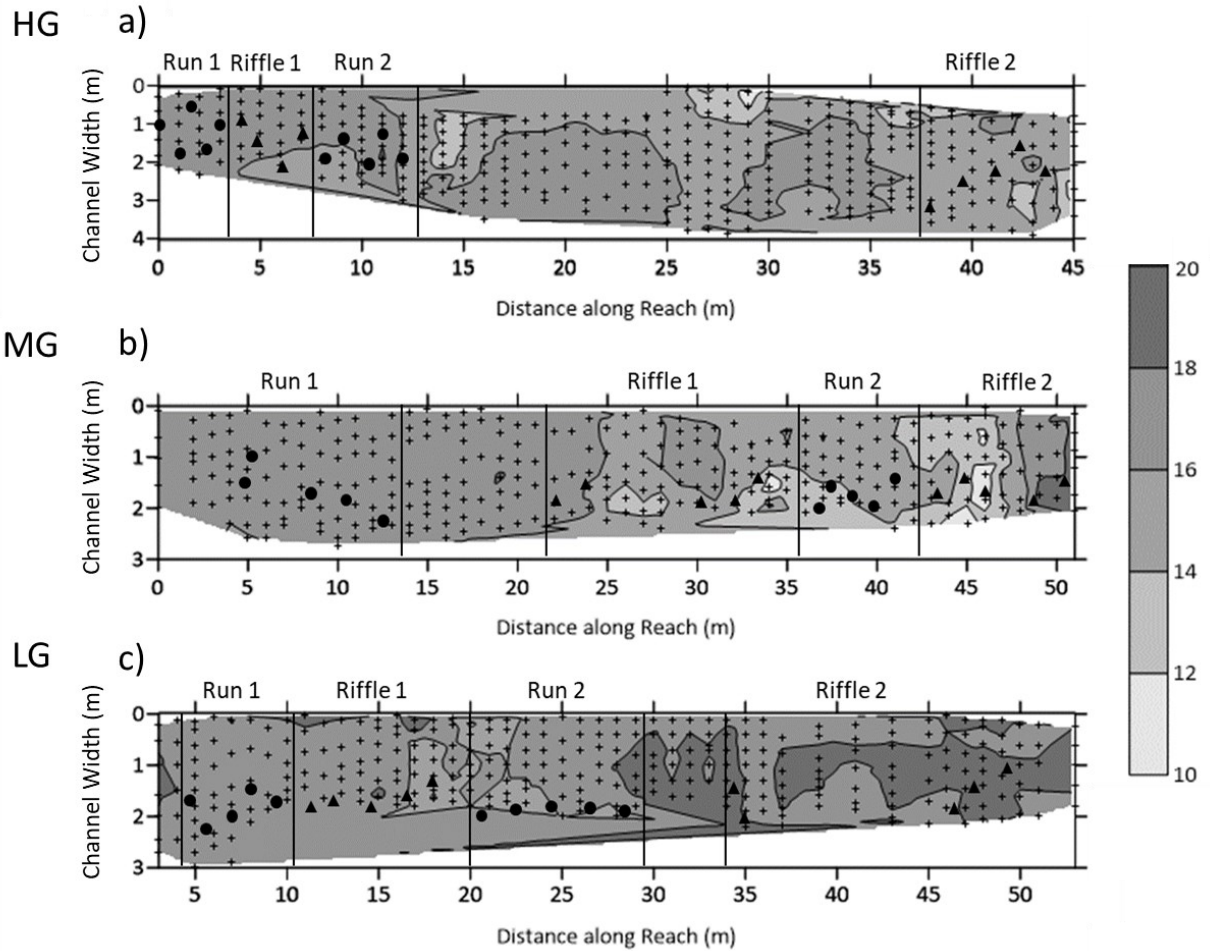 HG
a)
Run 1 Riffle 1 Run 2 Riffle 2
Channel Width (m)
0
1
2
3
4
0 5 10 15 20 25 30 35 40 45
Distance along Reach (m)
MG
b)
Run 1 Riffle 1 Run 2 Riffle 2
Channel Width (m)
0
1
2
3
0 5 10 15 20 25 30 35 40 45 50
Distance along Reach (m)
LG
c)
Run 1 Riffle 1 Run 2 Riffle 2
Channel Width (m)
0
1
2
3
5 10 15 20 25 30 35 40 45 50
Distance along Reach (m)
20
18
16
14
12
10